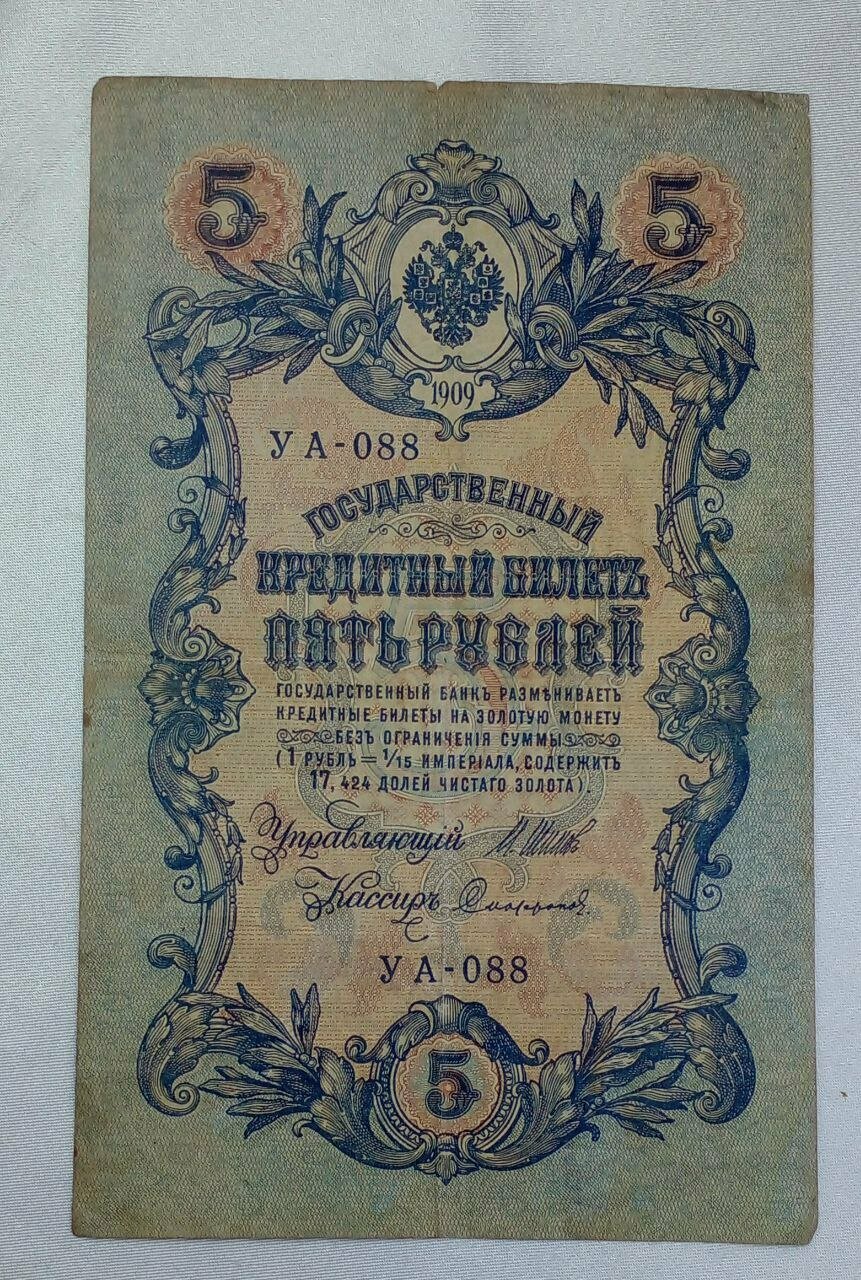 5 5
1909
УА-088
ГОСУДАРСТВЕННЫЙ
КРЕДИТНЫЙ БИЛЕТЪ
ПЯТЬ РУБЛЕЙ
ГОСУДАРСТВЕННЫЙ БАНКЪ РАЗМѢНИВАЕТЪ
КРЕДИТНЫЕ БИЛЕТЫ НА ЗОЛОТУЮ МОНЕТУ
БЕЗЪ ОГРАНИЧЕНІЯ СУММЫ
(1 РУБЛЬ = 1/15 ИМПЕРІАЛА, СОДЕРЖИТЪ
17,424 ДОЛЕЙ ЧИСТАГО ЗОЛОТА).
Управляющій И. Шипов
Кассиръ
УА-088
5